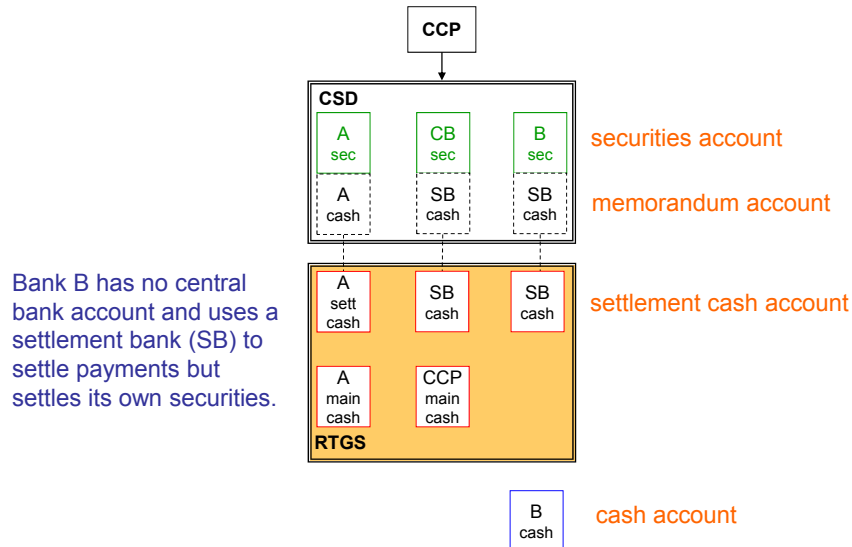 CCP
CSD
A
sec
CB
sec
B
sec
securities account
A
cash
SB
cash
SB
cash
memorandum account
Bank B has no central
bank account and uses a
settlement bank (SB) to
settle payments but
settles its own securities.
A
sett
cash
SB
cash
SB
cash
settlement cash account
A
main
cash
CCP
main
cash
RTGS
B
cash
cash account